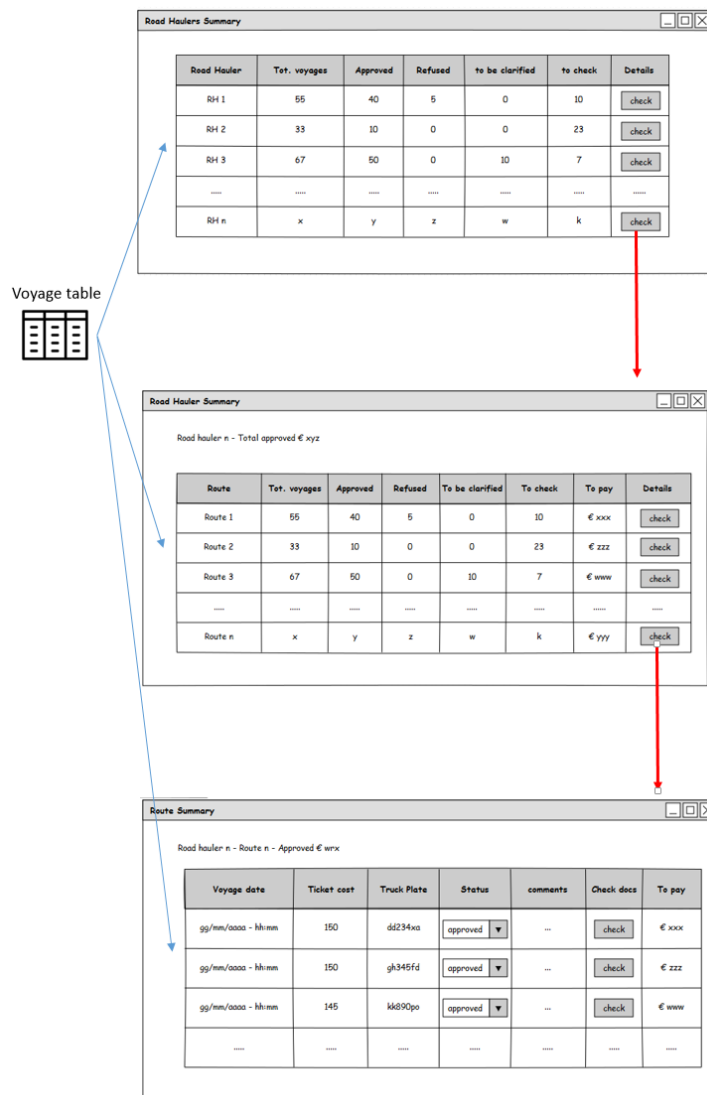 Road Haulers Summary
Road Hauler Tot. voyages Approved Refused to be clarified to check Details
RH 1 55 40 5 0 10 check
RH 2 33 10 0 0 23 check
RH 3 67 50 0 10 7 check
..... ..... ..... ..... ..... ..... ......
RH n x y z w k check
Voyage table
Road Hauler Summary
Road hauler n - Total approved € xyz
Route Tot. voyages Approved Refused To be clarified To check To pay Details
Route 1 55 40 5 0 10 € xxx check
Route 2 33 10 0 0 23 € zzz check
Route 3 67 50 0 10 7 € www check
..... ..... ..... ..... ..... ..... ...... .....
Route n x y z w k € yyy check
Route Summary
Road hauler n - Route n - Approved € wrx
Voyage date Ticket cost Truck Plate Status comments Check docs To pay
gg/mm/aaaa - hh:mm 150 dd234xa approved ... check € xxx
gg/mm/aaaa - hh:mm 150 gh345fd approved ... check € zzz
gg/mm/aaaa - hh:mm 145 kk890po approved ... check € www
..... ..... ..... ..... ..... ..... .....